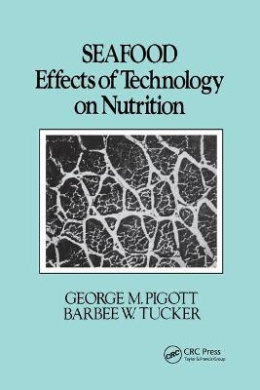 SEAFOOD
Effects of Technology
on Nutrition
GEORGE M. PIGOTT
BARBEE W. TUCKER
CRC Press
Taylor & Francis Group